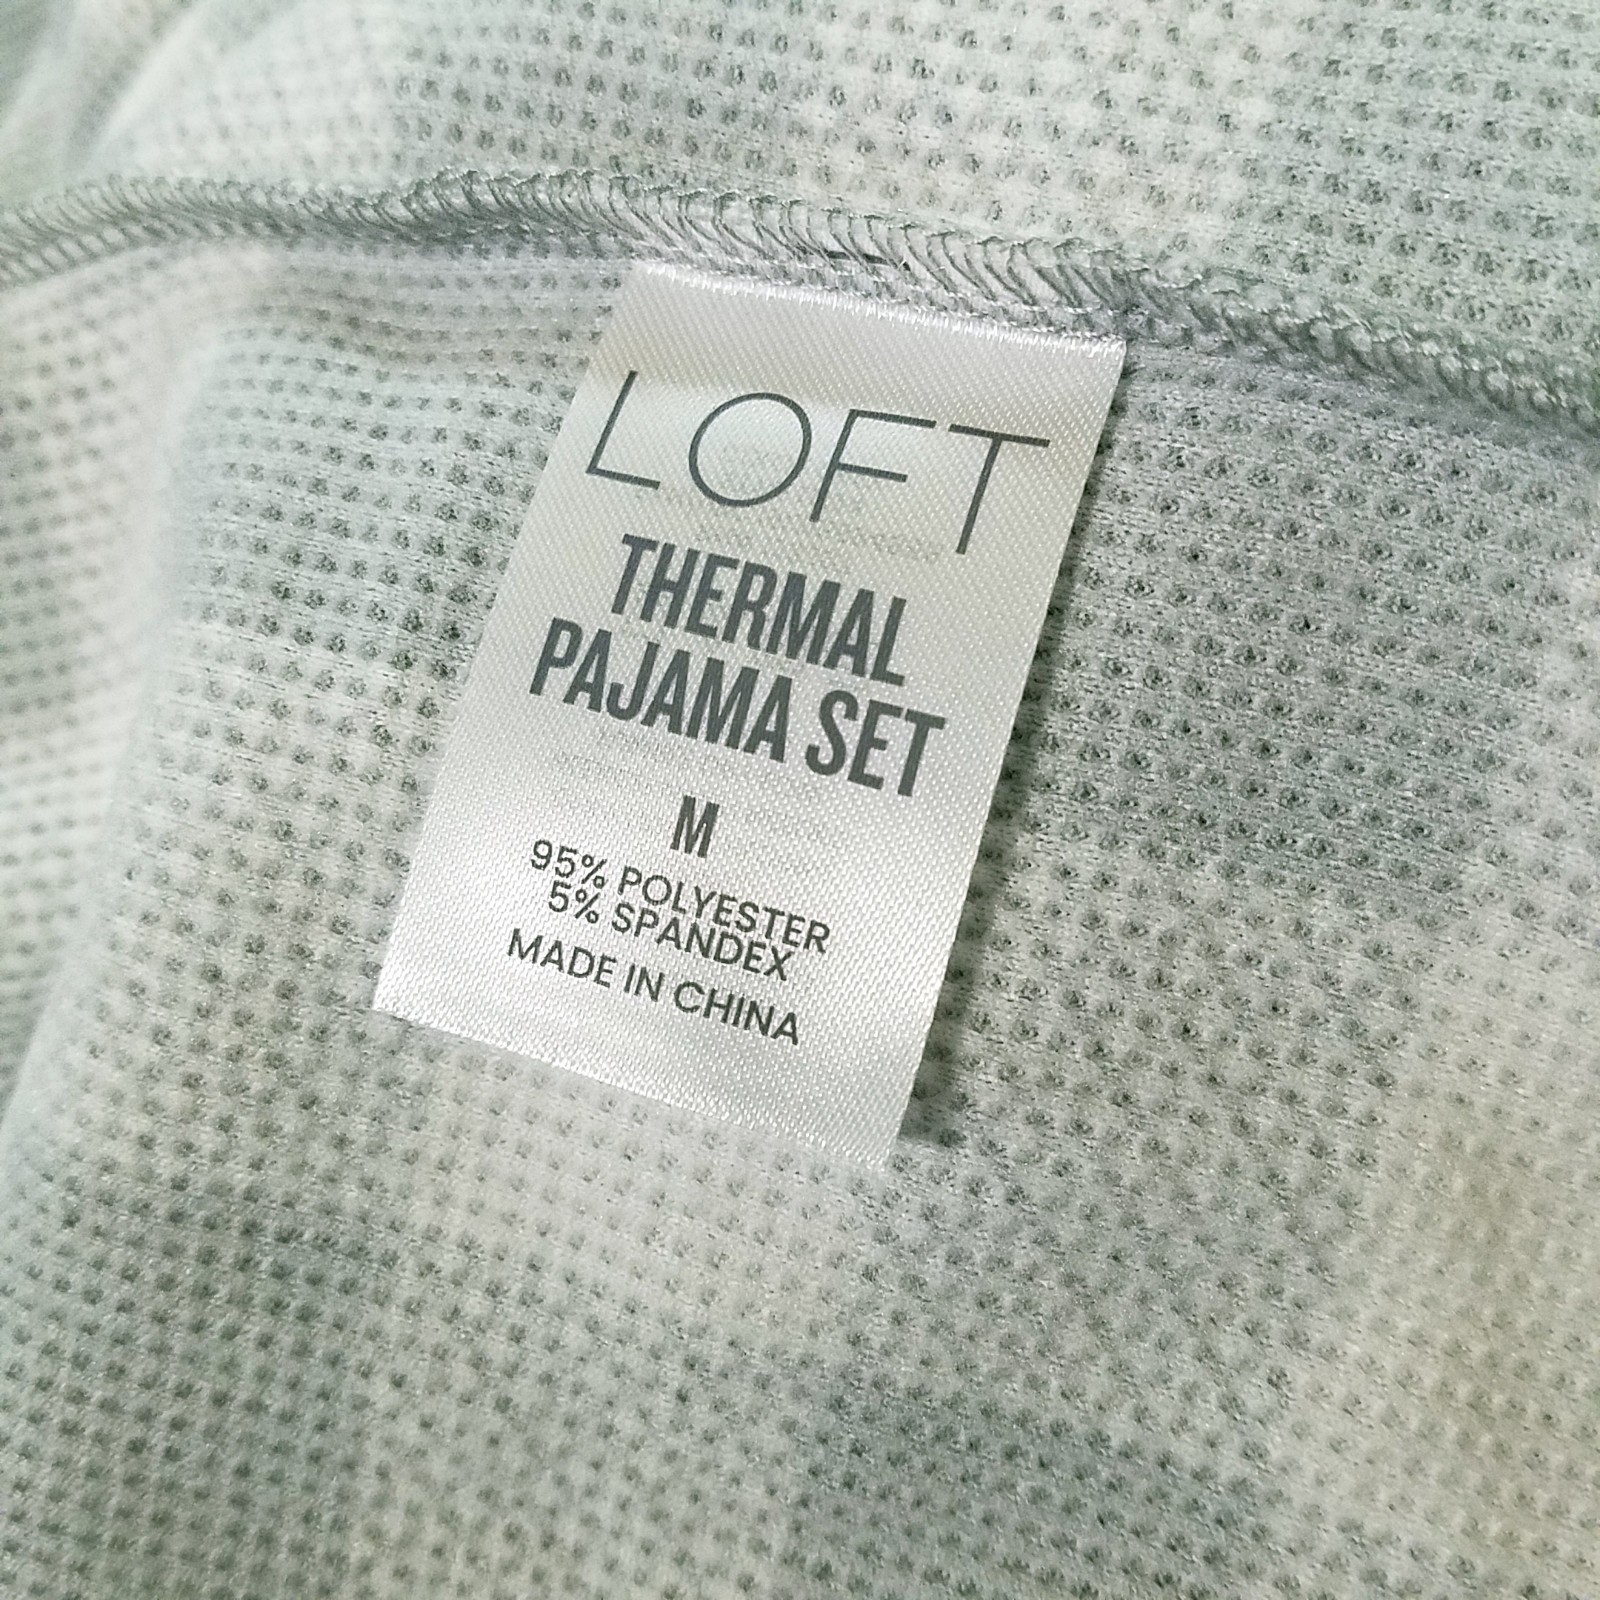 LOFT
THERMAL
PAJAMA SET
M
95% POLYESTER
5% SPANDEX
MADE IN CHINA